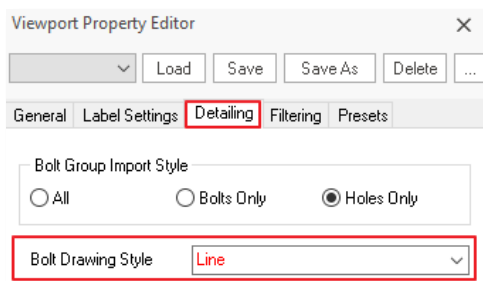 Viewport Property Editor
Load Save Save As Delete ...
General Label Settings Detailing Filtering Presets
Bolt Group Import Style
All Bolts Only Holes Only
Bolt Drawing Style Line